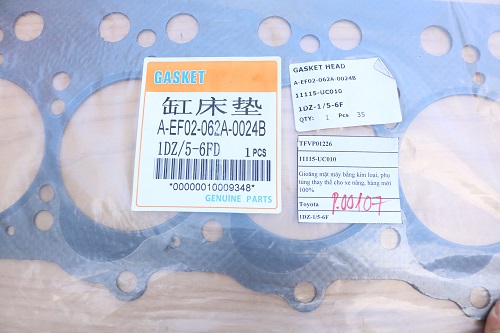 GASKET
缸床垫
A-EF02-062A-0024B
1DZ/5-6FD 1 PCS
*00000010009348*
GENUINE PARTS
GASKET HEAD
A-EF02-062A-0024B
11115-UC010
1DZ-1/5-6F
QTY: 1 Pcs 35
TFVP01226
11115-UC010
Gioăng mặt máy bằng kim loại, phụ
tùng thay thế cho xe nâng, hàng mới
100%
Toyota
P.00107
1DZ-1/5-6F